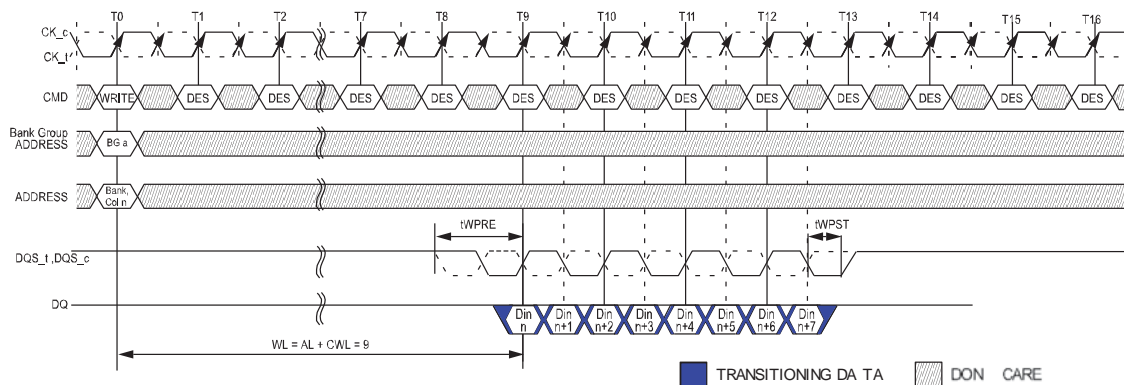 T0 T1 T2 T7 T8 T9 T10 T11 T12 T13 T14 T15 T16
CK_c
CK_t
CMD WRITE DES DES DES DES DES DES DES DES DES DES DES DES
Bank Group
ADDRESS BG a
ADDRESS Bank,
Col n
tWPRE tWPST
DQS_t ,DQS_c
DQ Din Din Din Din Din Din Din Din
n n+1 n+2 n+3 n+4 n+5 n+6 n+7
WL = AL + CWL = 9
TRANSITIONING DA TA DON CARE